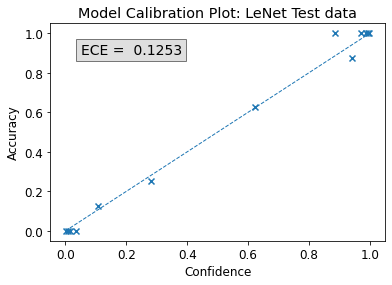 Model Calibration Plot: LeNet Test data
ECE =  0.1253
Accuracy
1.0
0.8
0.6
0.4
0.2
0.0
0.0 0.2 0.4 0.6 0.8 1.0
Confidence